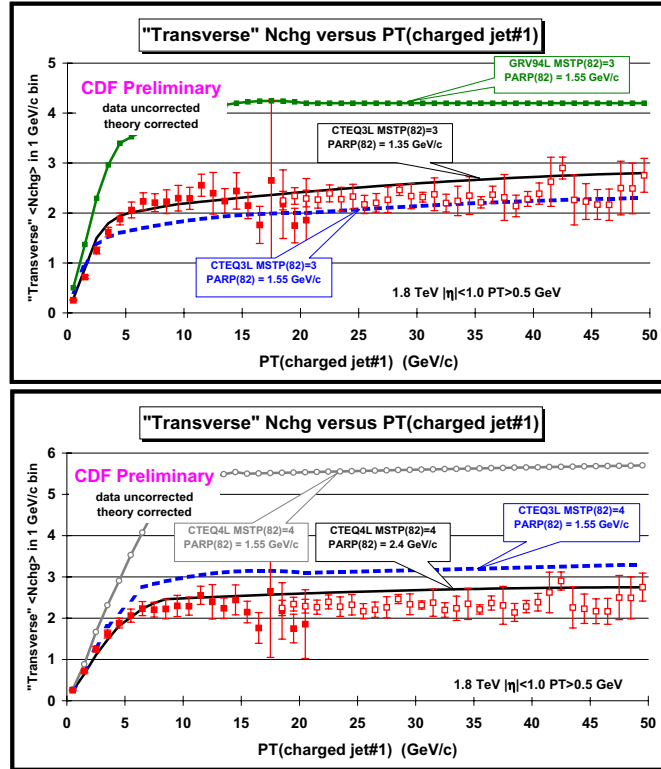 "Transverse" Nchg versus PT(charged jet#1)
5
4
3
2
1
0
"Transverse" <Nchg> in 1 GeV/c bin
CDF Preliminary
data uncorrected
theory corrected
GRV94L MSTP(82)=3
PARP(82) = 1.55 GeV/c
CTEQ3L MSTP(82)=3
PARP(82) = 1.35 GeV/c
CTEQ3L MSTP(82)=3
PARP(82) = 1.55 GeV/c
1.8 TeV |η|<1.0 PT>0.5 GeV
0 5 10 15 20 25 30 35 40 45 50
PT(charged jet#1) (GeV/c)
"Transverse" Nchg versus PT(charged jet#1)
6
5
4
3
2
1
0
"Transverse" <Nchg> in 1 GeV/c bin
CDF Preliminary
data uncorrected
theory corrected
CTEQ4L MSTP(82)=4
PARP(82) = 1.55 GeV/c
CTEQ4L MSTP(82)=4
PARP(82) = 2.4 GeV/c
CTEQ3L MSTP(82)=4
PARP(82) = 1.55 GeV/c
1.8 TeV |η|<1.0 PT>0.5 GeV
0 5 10 15 20 25 30 35 40 45 50
PT(charged jet#1) (GeV/c)